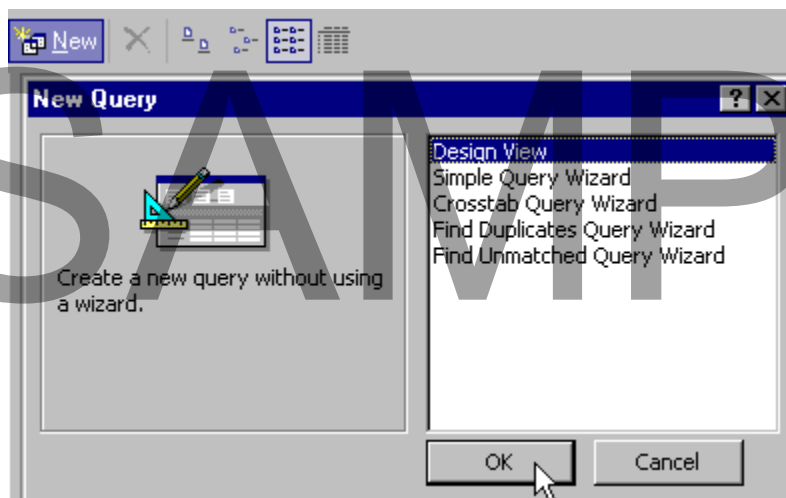 New
New Query
?
Design View
Simple Query Wizard
Crosstab Query Wizard
Find Duplicates Query Wizard
Find Unmatched Query Wizard
Create a new query without using
a wizard.
OK
Cancel
SAMP